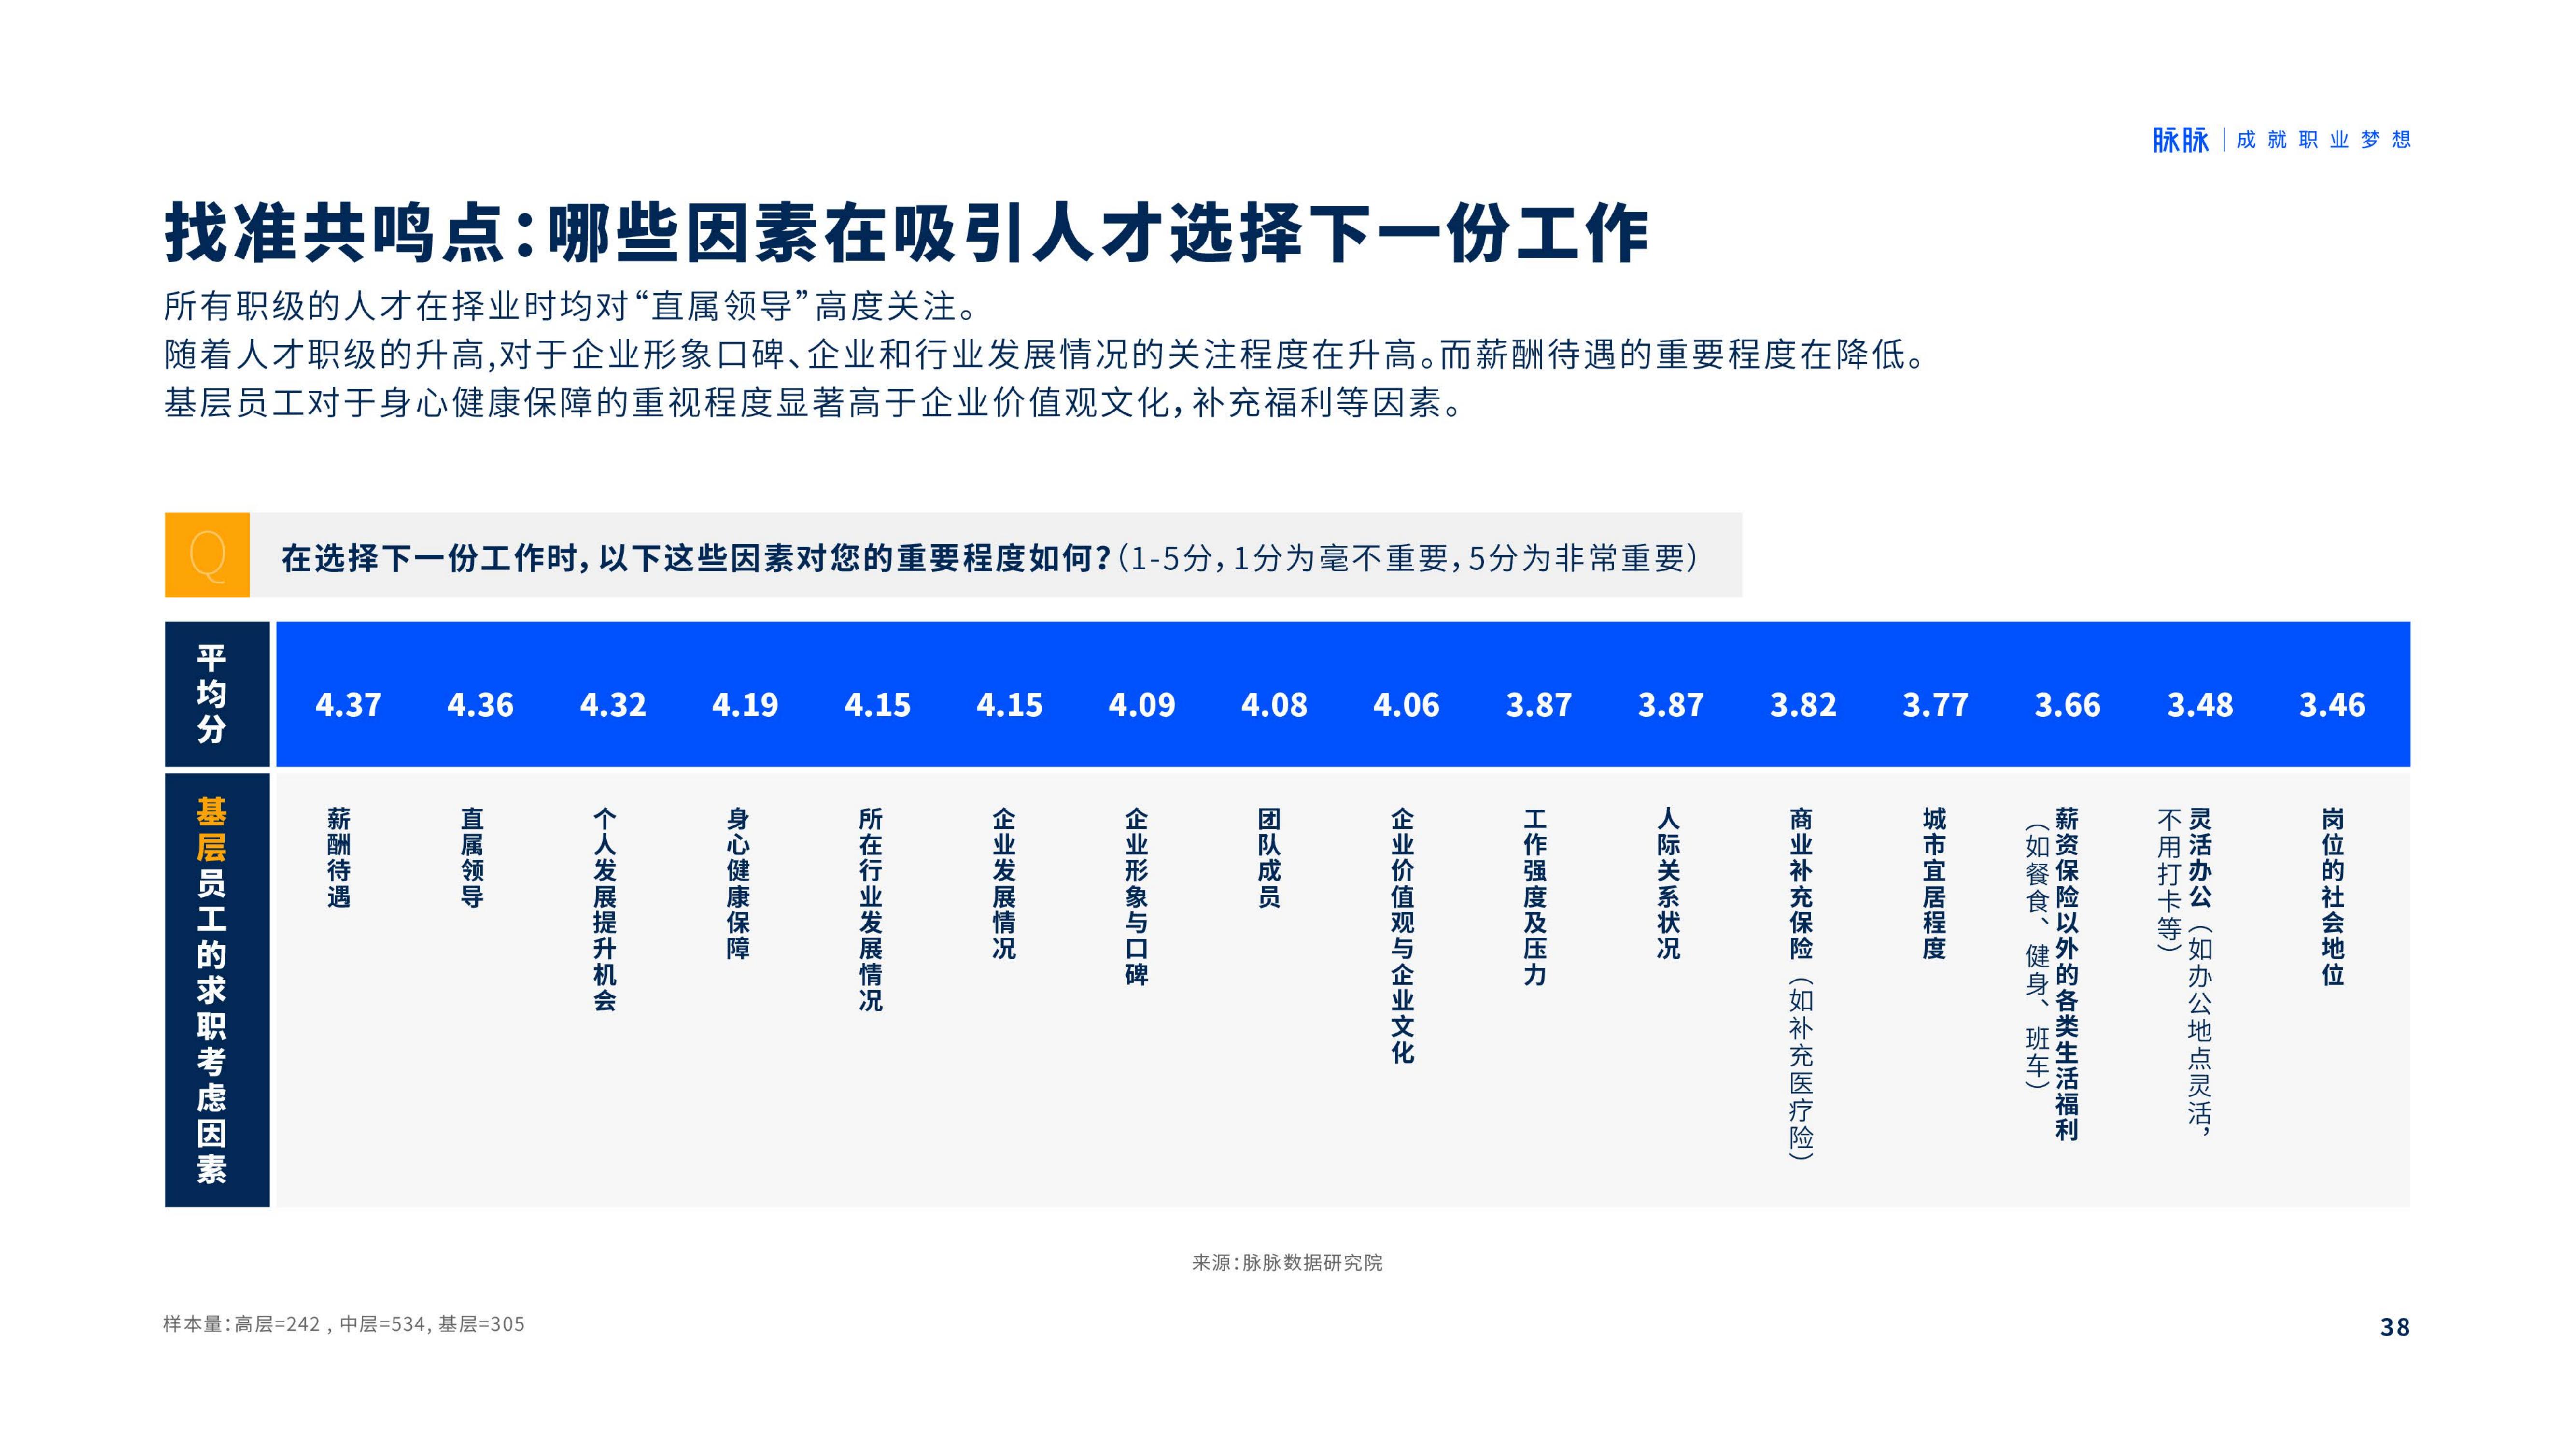 脉脉 成就职业梦想
找准共鸣点：哪些因素在吸引人才选择下一份工作
所有职级的人才在择业时均对“直属领导”高度关注。
随着人才职级的升高，对于企业形象口碑、企业和行业发展情况的关注程度在升高。而薪酬待遇的重要程度在降低。
基层员工对于身心健康保障的重视程度显著高于企业价值观文化，补充福利等因素。
Q 在选择下一份工作时，以下这些因素对您的重要程度如何？（1-5分，1分为毫不重要，5分为非常重要）
平均分
4.37 4.36 4.32 4.19 4.15 4.15 4.09 4.08 4.06 3.87 3.87 3.82 3.77 3.66 3.48 3.46
基层员工的求职考虑因素
薪酬待遇
直属领导
个人发展提升机会
身心健康保障
所在行业发展情况
企业发展情况
企业形象与口碑
团队成员
企业价值观与企业文化
工作强度及压力
人际关系状况
商业补充保险（如补充医疗险）
城市宜居程度
薪资保险以外的各类生活福利
（如餐食、健身、班车）
灵活办公（如办公地点灵活，
不用打卡等）
岗位的社会地位
来源：脉脉数据研究院
样本量：高层=242 , 中层=534, 基层=305
38